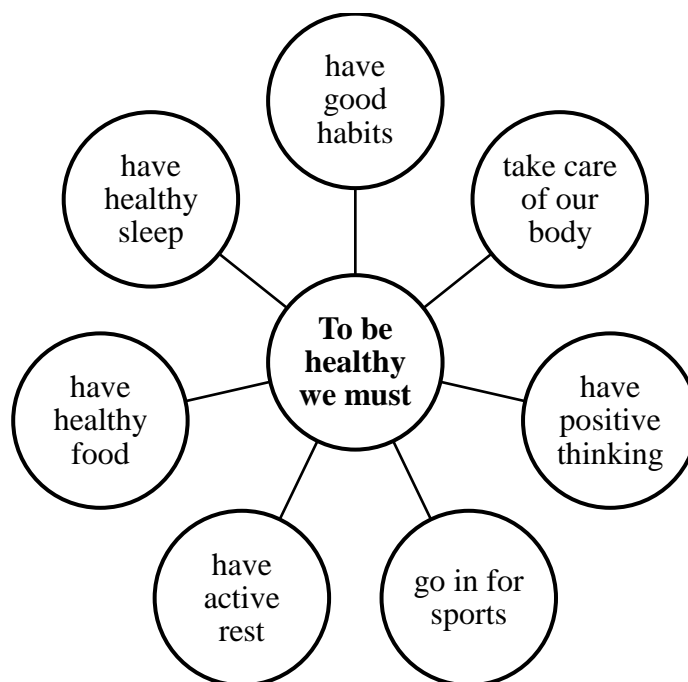 have
good
habits
take care
of our
body
have
positive
thinking
go in for
sports
have
active
rest
have
healthy
food
have
healthy
sleep
To be
healthy
we must